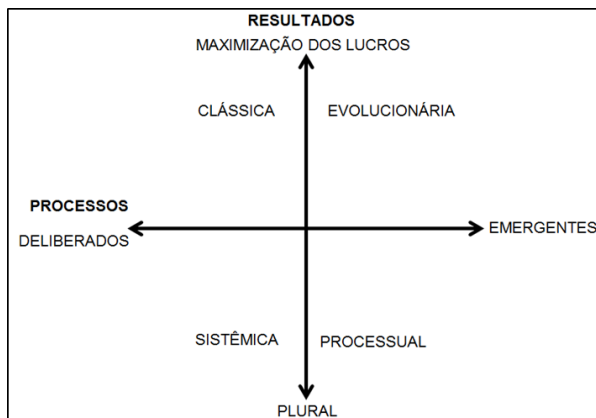 RESULTADOS
MAXIMIZAÇÃO DOS LUCROS
CLÁSSICA
EVOLUCIONÁRIA
PROCESSOS
DELIBERADOS
EMERGENTES
SISTÊMICA
PROCESSUAL
PLURAL